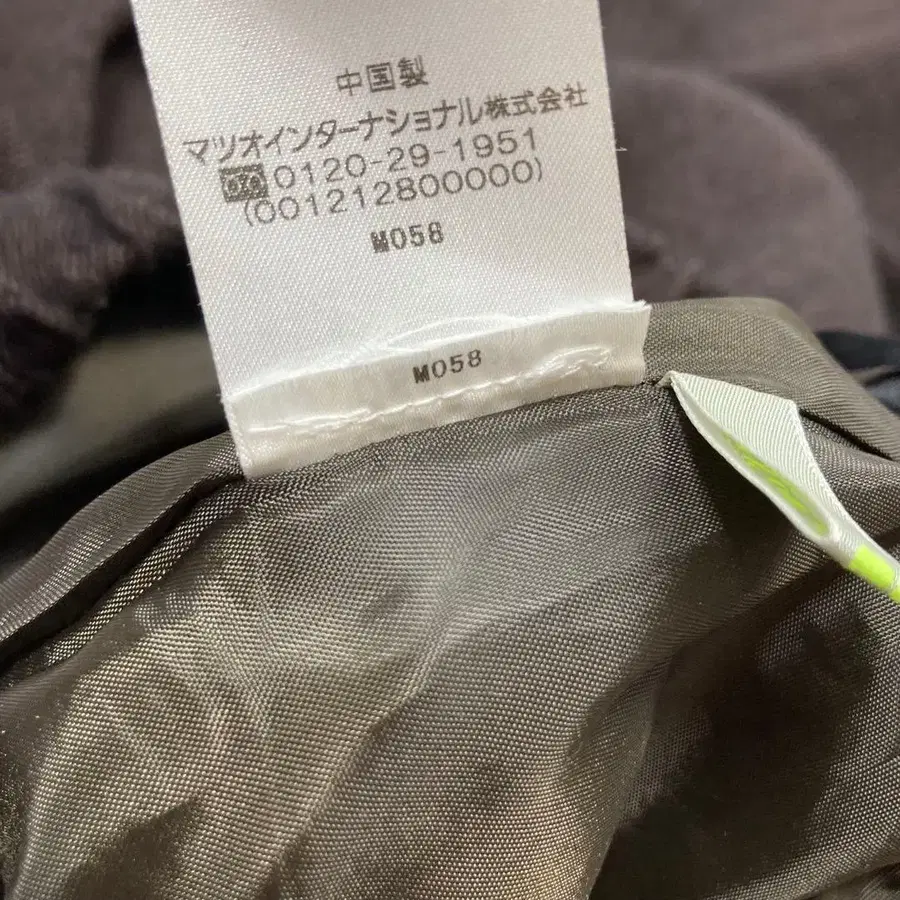 中国製
マツオインターナショナル株式会社
0120-29-1951
(001212800000)
M058
M058